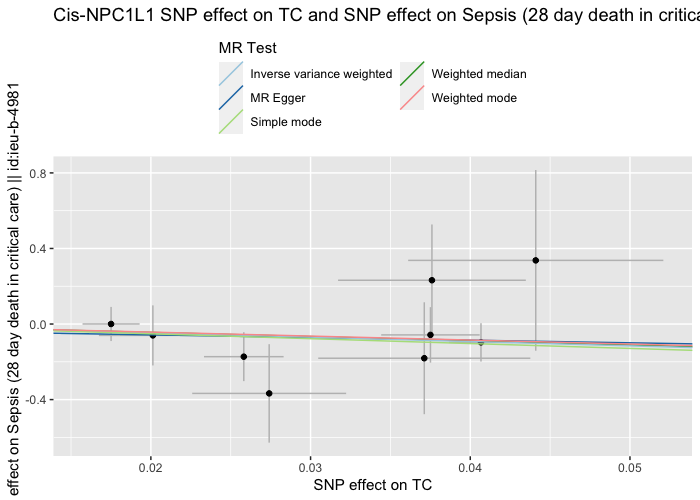 Cis-NPC1L1 SNP effect on TC and SNP effect on Sepsis (28 day death in critica
MR Test
Inverse variance weighted
MR Egger
Simple mode
Weighted median
Weighted mode
effect on Sepsis (28 day death in critical care) || id:ieu-b-4981
0.8
0.4
0.0
-0.4
0.02
0.03
0.04
0.05
SNP effect on TC